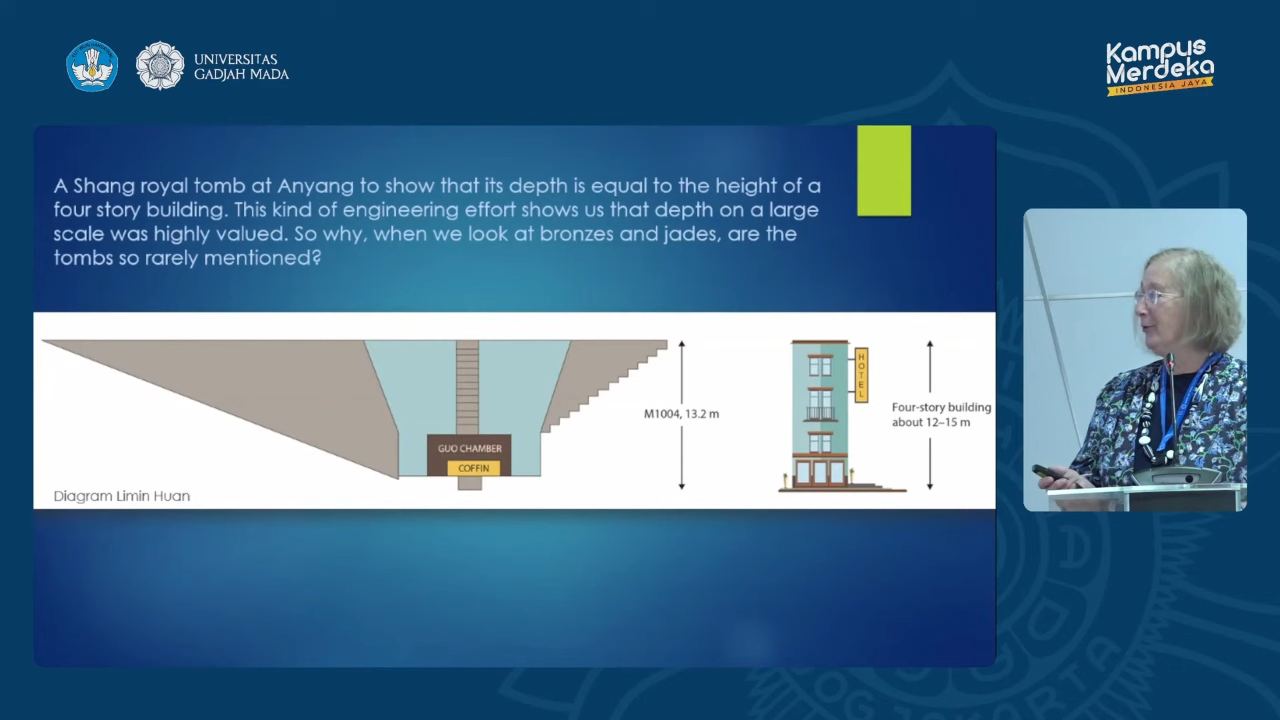 UNIVERSITAS
GADJAH MADA
Kampus
Merdeka
INDONESIA JAYA
A Shang royal tomb at Anyang to show that its depth is equal to the height of a
four story building. This kind of engineering effort shows us that depth on a large
scale was highly valued. So why, when we look at bronzes and jades, are the
tombs so rarely mentioned?
HOTEL
M1004, 13.2 m
Four-story building
about 12–15 m
GUO CHAMBER
COFFIN
Diagram Limin Huan